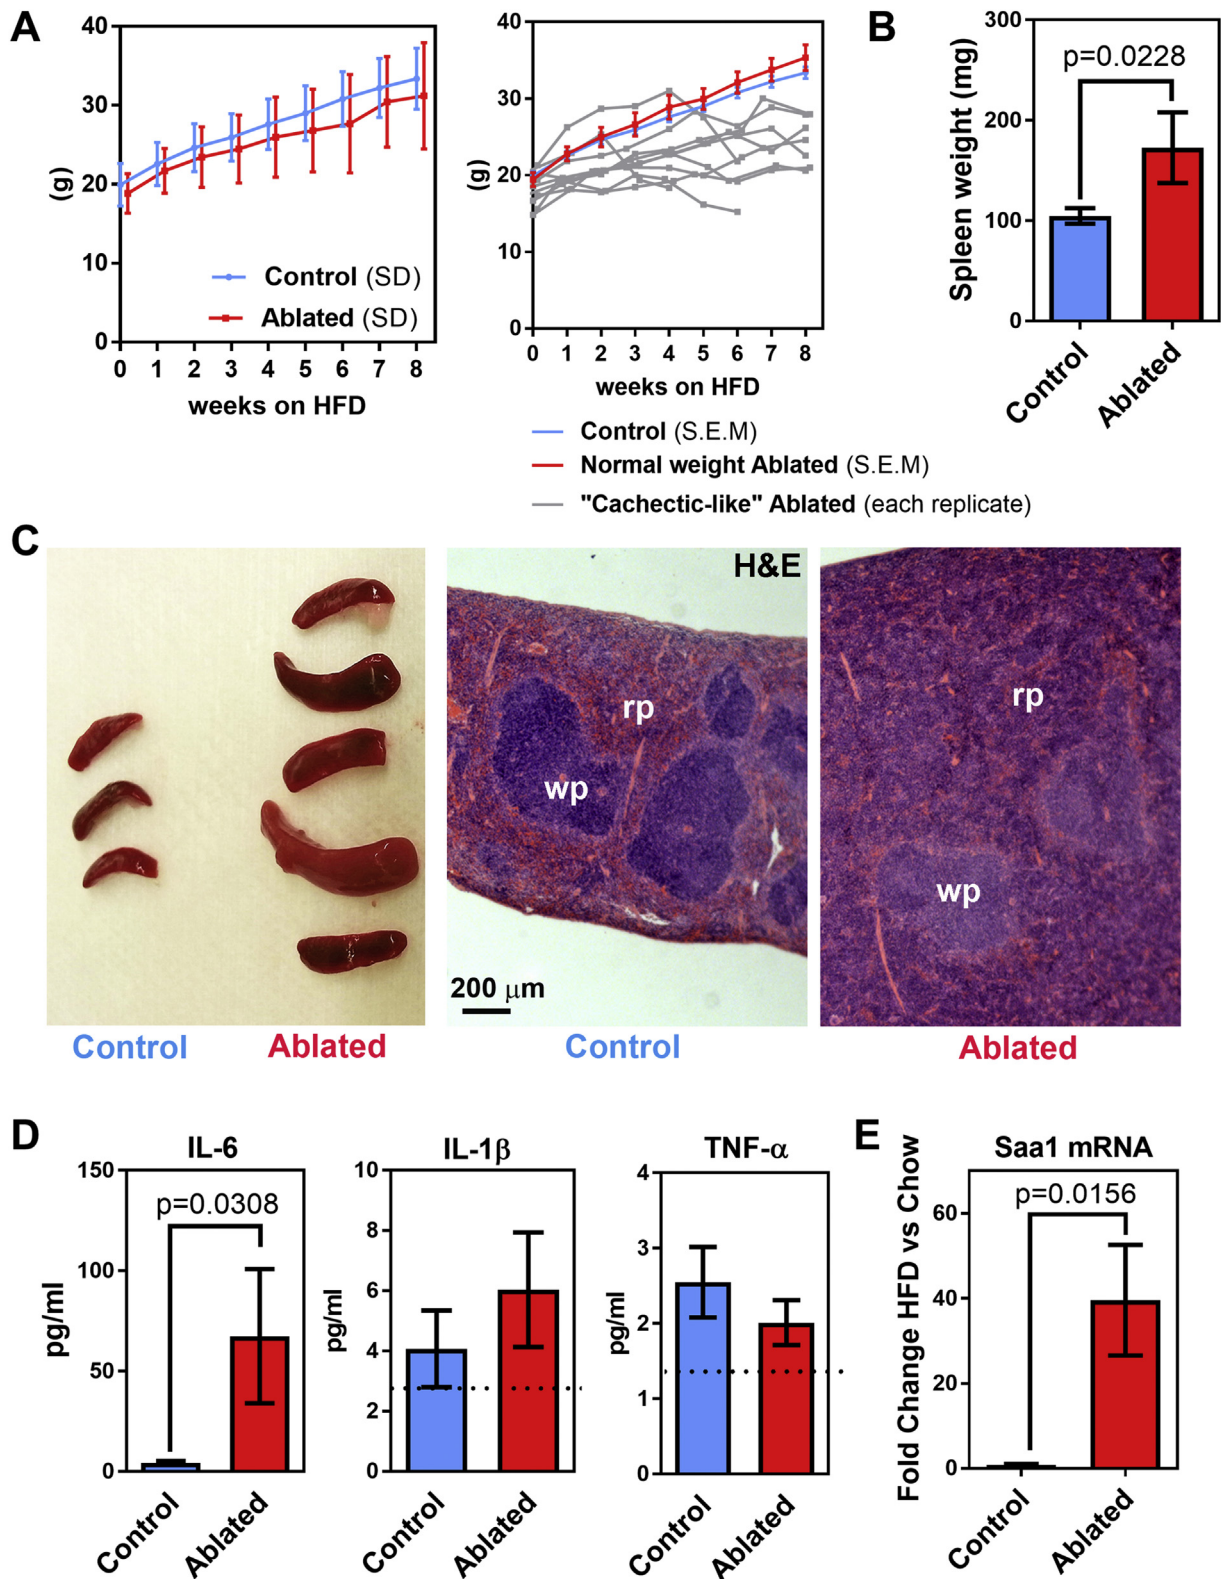 A
40
30
20
10
0
(g)
Control (SD)
Ablated (SD)
0 1 2 3 4 5 6 7 8
weeks on HFD
40
30
20
10
0
(g)
0 1 2 3 4 5 6 7 8
weeks on HFD
Control (S.E.M)
Normal weight Ablated (S.E.M)
"Cachectic-like" Ablated (each replicate)
B
300
200
100
0
Spleen weight (mg)
p=0.0228
Control
Ablated
C
Control
Ablated
H&E
rp
wp
200 μm
Control
rp
wp
Ablated
D
IL-6
150
100
50
0
pg/ml
p=0.0308
Control
Ablated
IL-1β
10
8
6
4
2
0
pg/ml
Control
Ablated
TNF-α
4
3
2
1
0
pg/ml
Control
Ablated
E
Saa1 mRNA
Fold Change HFD vs Chow
60
40
20
0
p=0.0156
Control
Ablated